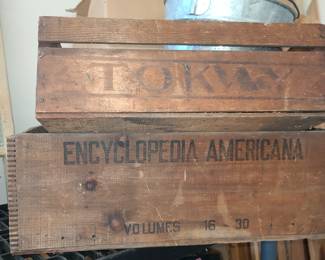 TOKAY
ENCYCLOPEDIA AMERICANA
VOLUMES 16 - 30